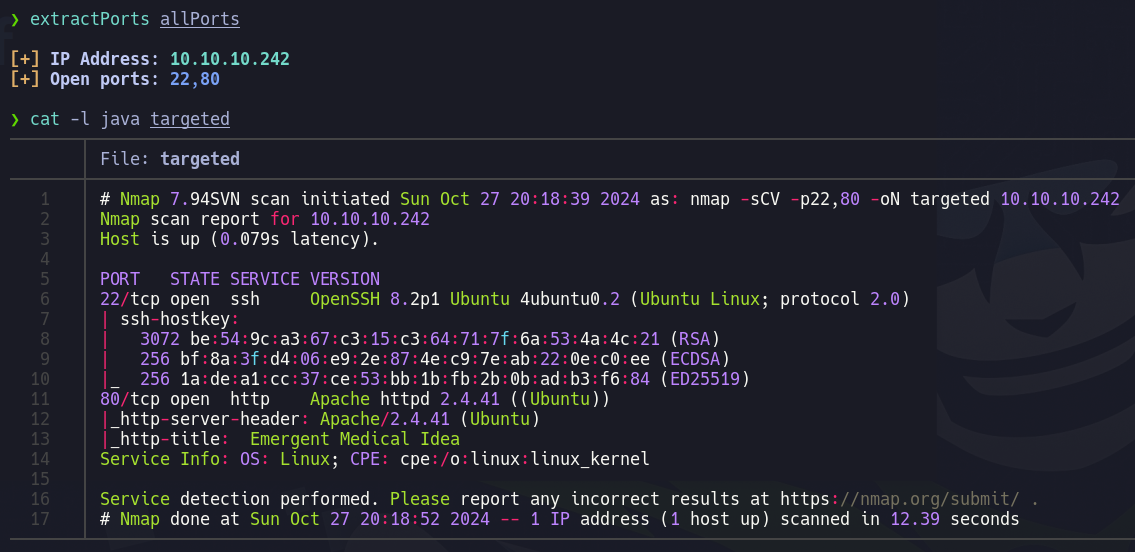 ❯ extractPorts allPorts
[+] IP Address: 10.10.10.242
[+] Open ports: 22,80
❯ cat -l java targeted
File: targeted
1 # Nmap 7.94SVN scan initiated Sun Oct 27 20:18:39 2024 as: nmap -sCV -p22,80 -oN targeted 10.10.10.242
2 Nmap scan report for 10.10.10.242
3 Host is up (0.079s latency).
4
5 PORT   STATE SERVICE VERSION
6 22/tcp open  ssh     OpenSSH 8.2p1 Ubuntu 4ubuntu0.2 (Ubuntu Linux; protocol 2.0)
7 | ssh-hostkey:
8 |   3072 be:54:9c:a3:67:c3:15:c3:64:71:7f:6a:53:4a:4c:21 (RSA)
9 |   256 bf:8a:3f:d4:06:e9:2e:87:4e:c9:7e:ab:22:0e:c0:ee (ECDSA)
10 |_  256 1a:de:a1:cc:37:ce:53:bb:1b:fb:2b:0b:ad:b3:f6:84 (ED25519)
11 80/tcp open  http    Apache httpd 2.4.41 ((Ubuntu))
12 |_http-server-header: Apache/2.4.41 (Ubuntu)
13 |_http-title:  Emergent Medical Idea
14 Service Info: OS: Linux; CPE: cpe:/o:linux:linux_kernel
15
16 Service detection performed. Please report any incorrect results at https://nmap.org/submit/ .
17 # Nmap done at Sun Oct 27 20:18:52 2024 -- 1 IP address (1 host up) scanned in 12.39 seconds